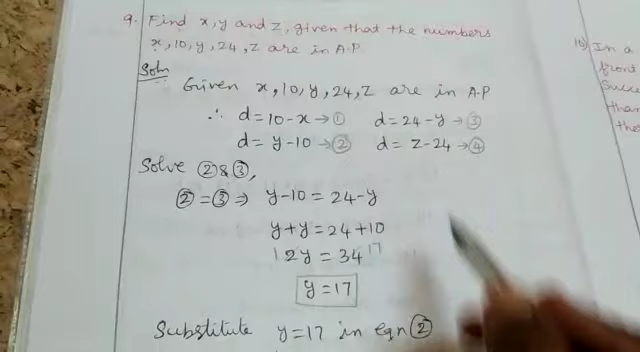 9. Find x, y and z, given that the numbers
x, 10, y, 24, z are in A.P.
Soln
Given x, 10, y, 24, z are in A.P
∴ d = 10 - x → ① d = 24 - y → ③
d = y - 10 → ② d = z - 24 → ④
Solve ② & ③,
② = ③ ⇒ y - 10 = 24 - y
y + y = 24 + 10
1 2y = 34 17
y = 17
Substitute y = 17 in eqn ②
10) In a
front
Succe
than
the